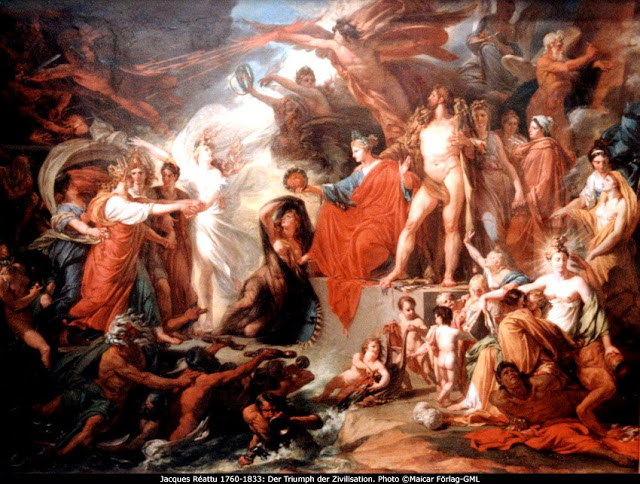 Jacques Réattu 1760-1833: Der Triumph der Zivilisation. Photo ©Maicar Förlag-GML